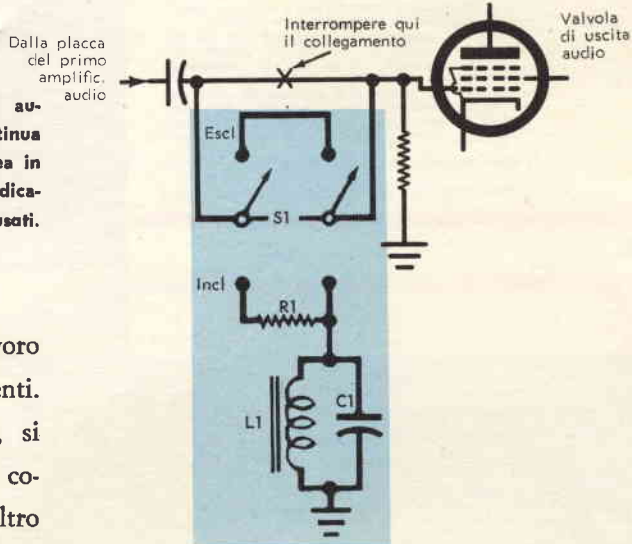 Dalla placca
del primo
amplific.
audio
Interrompere qui
il collegamento
Valvola
di uscita
audio
au-
tinua
ea in
dica-
usati.
Escl
S1
Incl
R1
L1
C1
voro
enti.
, si
co-
ltro